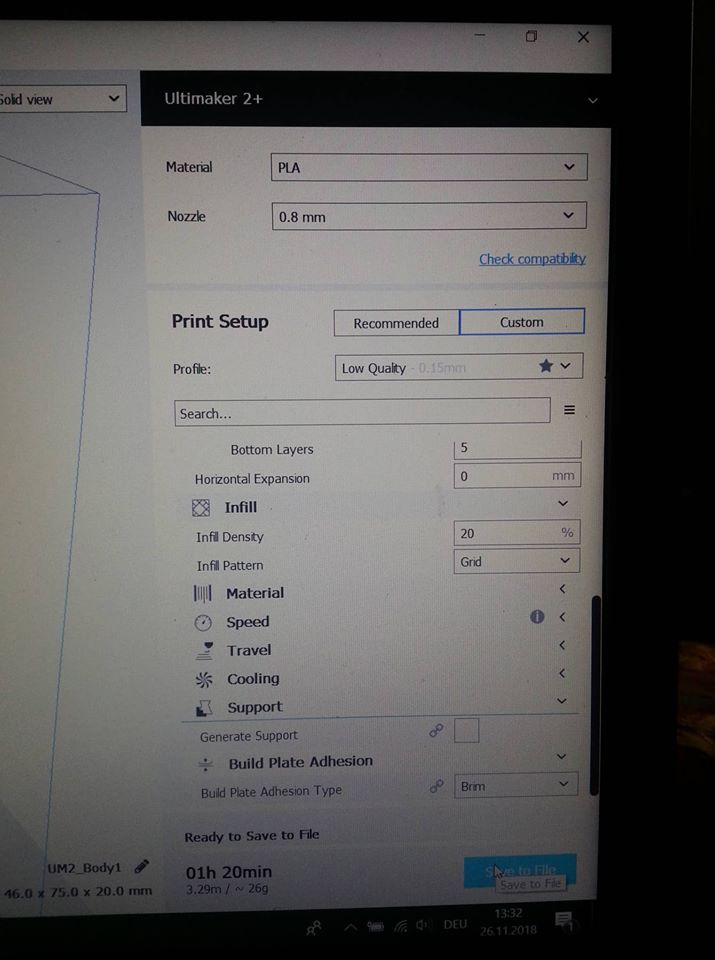 Solid view
Ultimaker 2+
Material PLA
Nozzle 0.8 mm
Check compatibility
Print Setup Recommended Custom
Profile: Low Quality - 0.15mm
Search...
Bottom Layers 5
Horizontal Expansion 0 mm
Infill
Infill Density 20 %
Infill Pattern Grid
Material
Speed
Travel
Cooling
Support
Generate Support
Build Plate Adhesion
Build Plate Adhesion Type Brim
Ready to Save to File
UM2_Body1
46.0 x 75.0 x 20.0 mm
01h 20min
3.29m / ~ 26g
Save to File
Save to File
DEU
13:32
26.11.2018
1